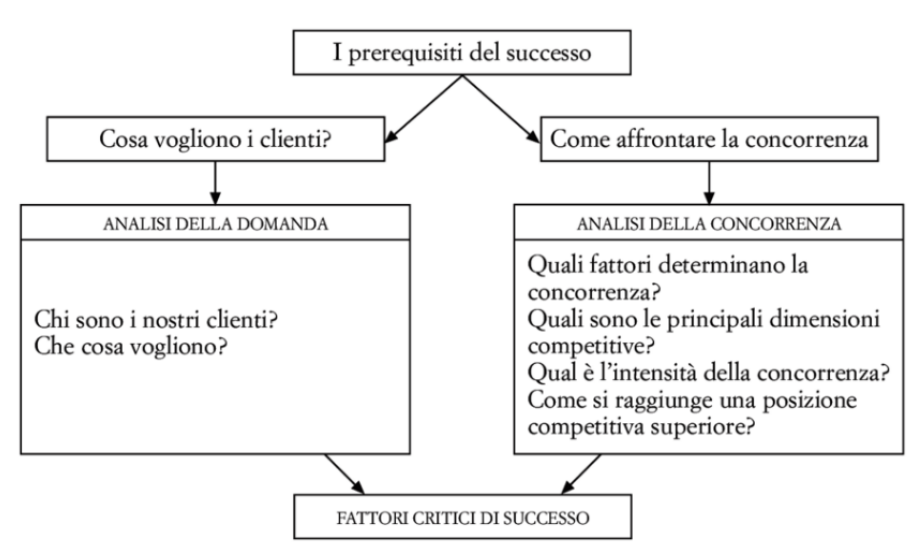 I prerequisiti del successo
Cosa vogliono i clienti?
Come affrontare la concorrenza
ANALISI DELLA DOMANDA
Chi sono i nostri clienti?
Che cosa vogliono?
ANALISI DELLA CONCORRENZA
Quali fattori determinano la
concorrenza?
Quali sono le principali dimensioni
competitive?
Qual è l’intensità della concorrenza?
Come si raggiunge una posizione
competitiva superiore?
FATTORI CRITICI DI SUCCESSO